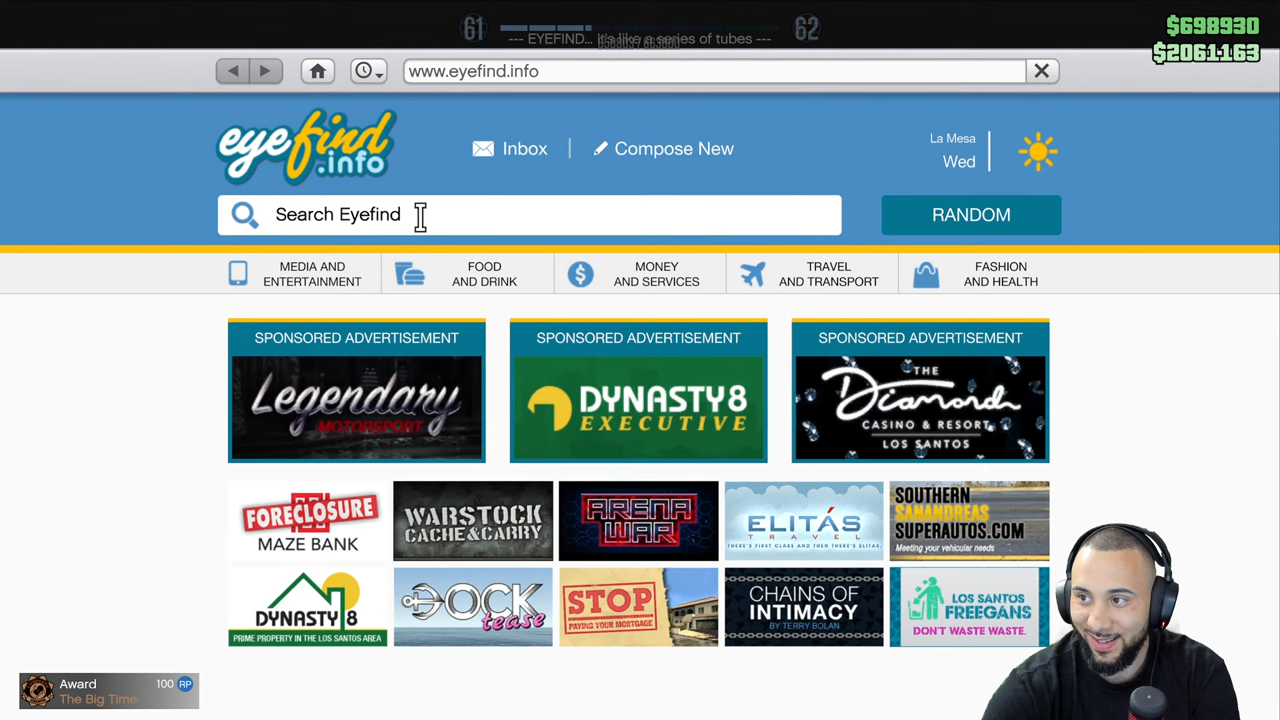 61
62
--- EYEFIND... It's like a series of tubes ---
$698930
$2061163
www.eyefind.info
eyefind
.info
Inbox
Compose New
La Mesa
Wed
Search Eyefind
RANDOM
MEDIA AND
ENTERTAINMENT
FOOD
AND DRINK
MONEY
AND SERVICES
TRAVEL
AND TRANSPORT
FASHION
AND HEALTH
SPONSORED ADVERTISEMENT
Legendary
MOTORSPORT
SPONSORED ADVERTISEMENT
DYNASTY8
EXECUTIVE
SPONSORED ADVERTISEMENT
THE
Diamond
CASINO & RESORT
LOS SANTOS
FORECLOSURE
MAZE BANK
WARSTOCK
CACHE&CARRY
ARENA
WAR
ELITÁS
TRAVEL
THERE'S FIRST CLASS AND THEN THERE'S ELITAS.
SOUTHERN
SANANDREAS
SUPERAUTOS.COM
Meeting your vehicular needs
DYNASTY 8
PRIME PROPERTY IN THE LOS SANTOS AREA
DOCK
tease
STOP
PAYING YOUR MORTGAGE
CHAINS OF
INTIMACY
BY TERRY BOLAN
LOS SANTOS
FREEGANS
DON'T WASTE WASTE.
Award
100 RP
The Big Time